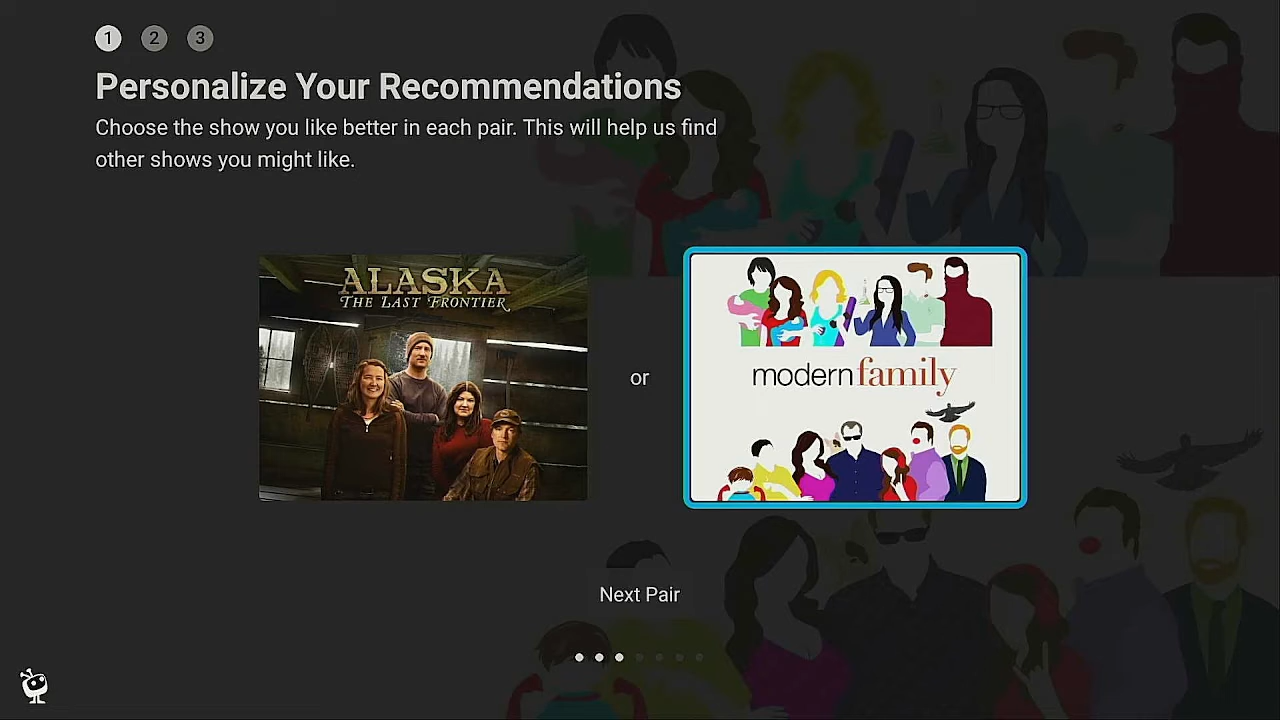 1 2 3
Personalize Your Recommendations
Choose the show you like better in each pair. This will help us find
other shows you might like.
ALASKA
THE LAST FRONTIER
or
modern family
Next Pair